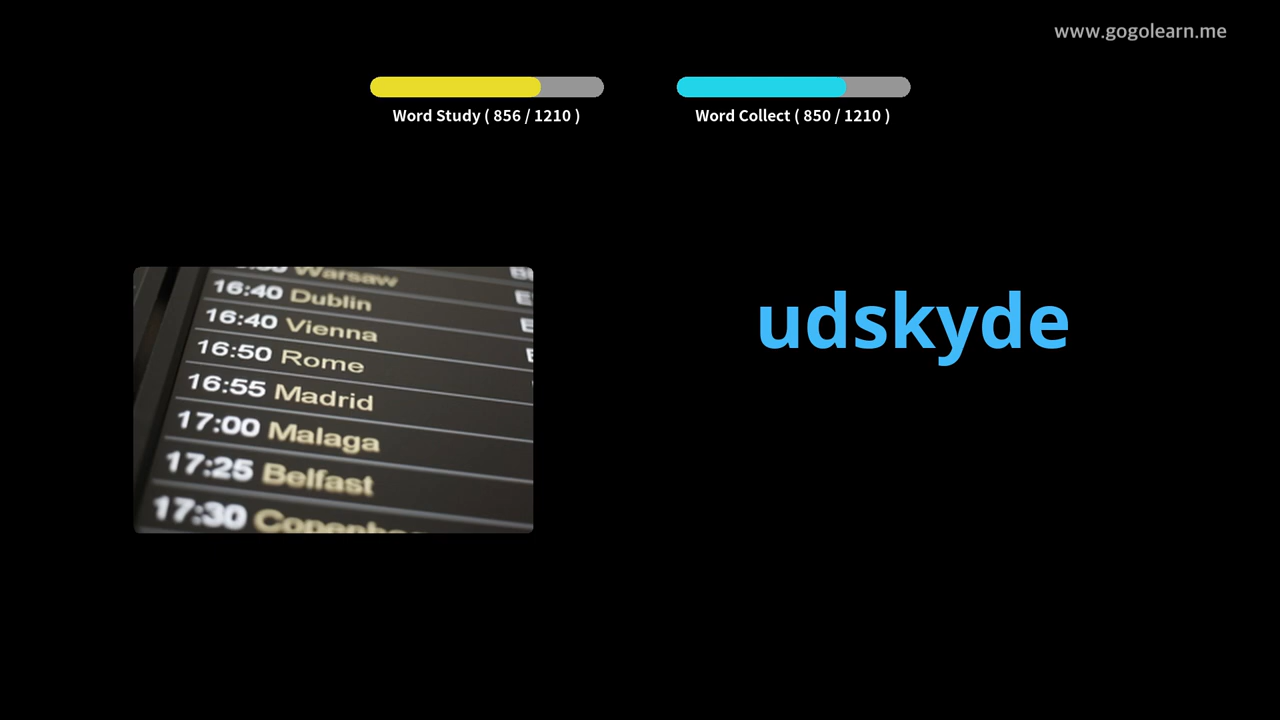 www.gogolearn.me
Word Study ( 856 / 1210 )
Word Collect ( 850 / 1210 )
Warsaw
16:40 Dublin
16:40 Vienna
16:50 Rome
16:55 Madrid
17:00 Malaga
17:25 Belfast
17:30
udskyde